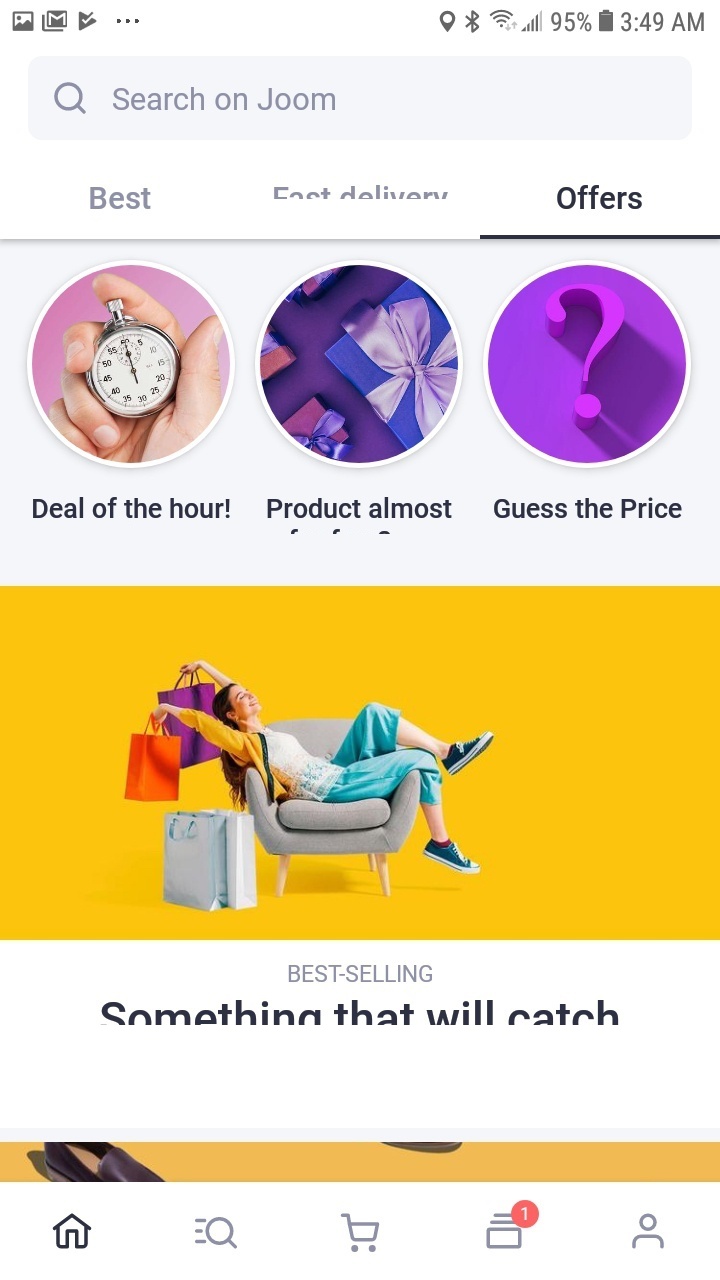 95% 3:49 AM
Search on Joom
Best Fast delivery Offers
Deal of the hour! Product almost Guess the Price
BEST-SELLING
Something that will catch
1